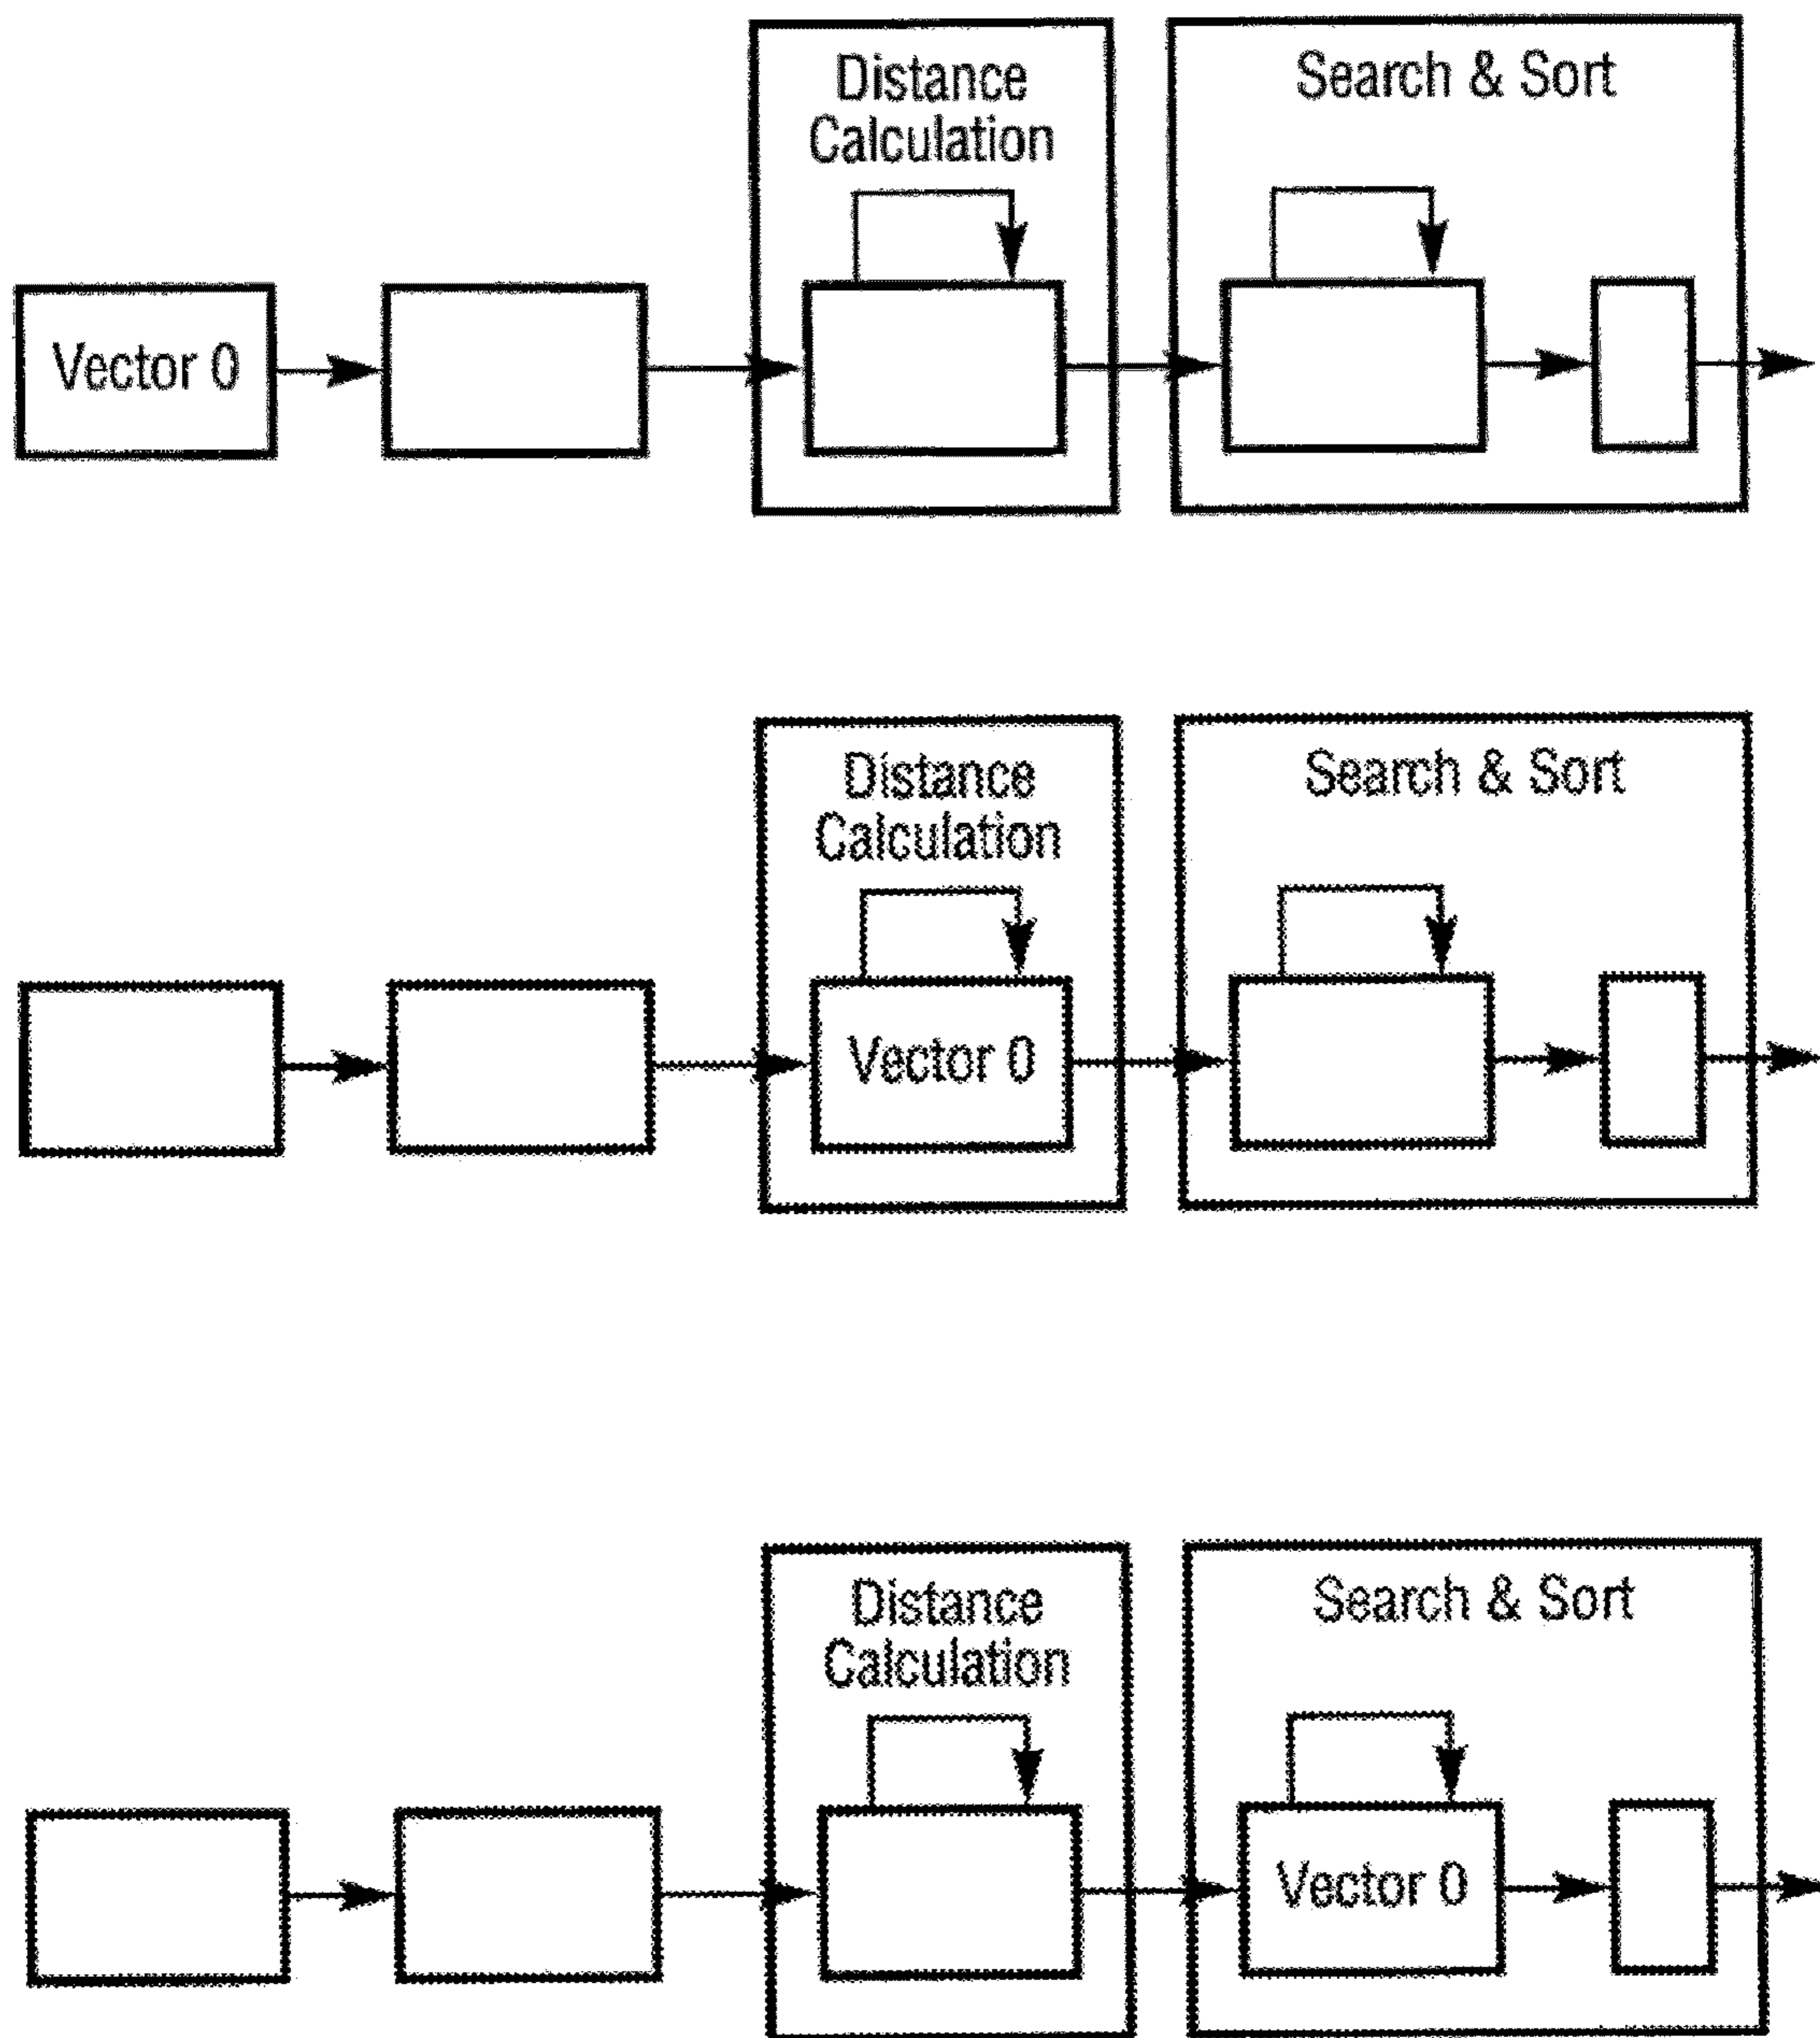 Distance
Calculation
Search & Sort
Vector 0
Distance
Calculation
Search & Sort
Vector 0
Distance
Calculation
Search & Sort
Vector 0